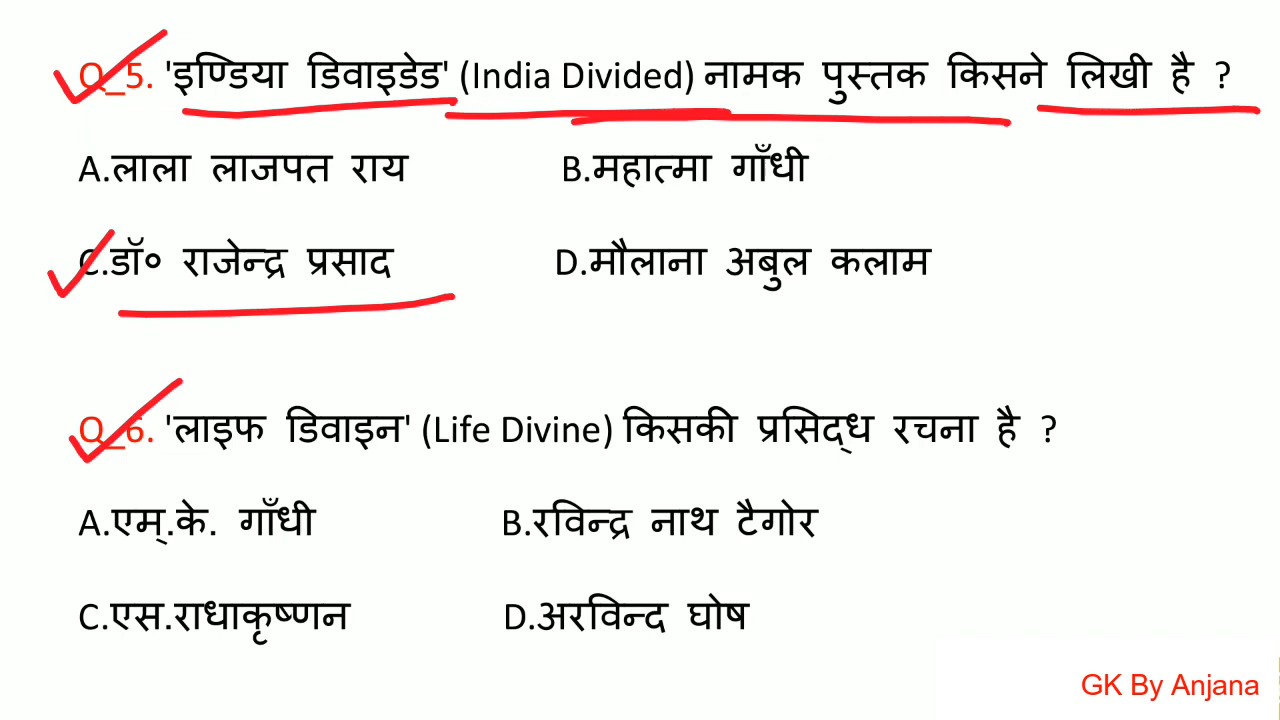 Q_5. 'इण्डिया डिवाइडेड' (India Divided) नामक पुस्तक किसने लिखी है ?
A.लाला लाजपत राय B.महात्मा गाँधी
C.डॉ० राजेन्द्र प्रसाद D.मौलाना अबुल कलाम
Q_6. 'लाइफ डिवाइन' (Life Divine) किसकी प्रसिद्ध रचना है ?
A.एम्.के. गाँधी B.रविन्द्र नाथ टैगोर
C.एस.राधाकृष्णन D.अरविन्द घोष
GK By Anjana